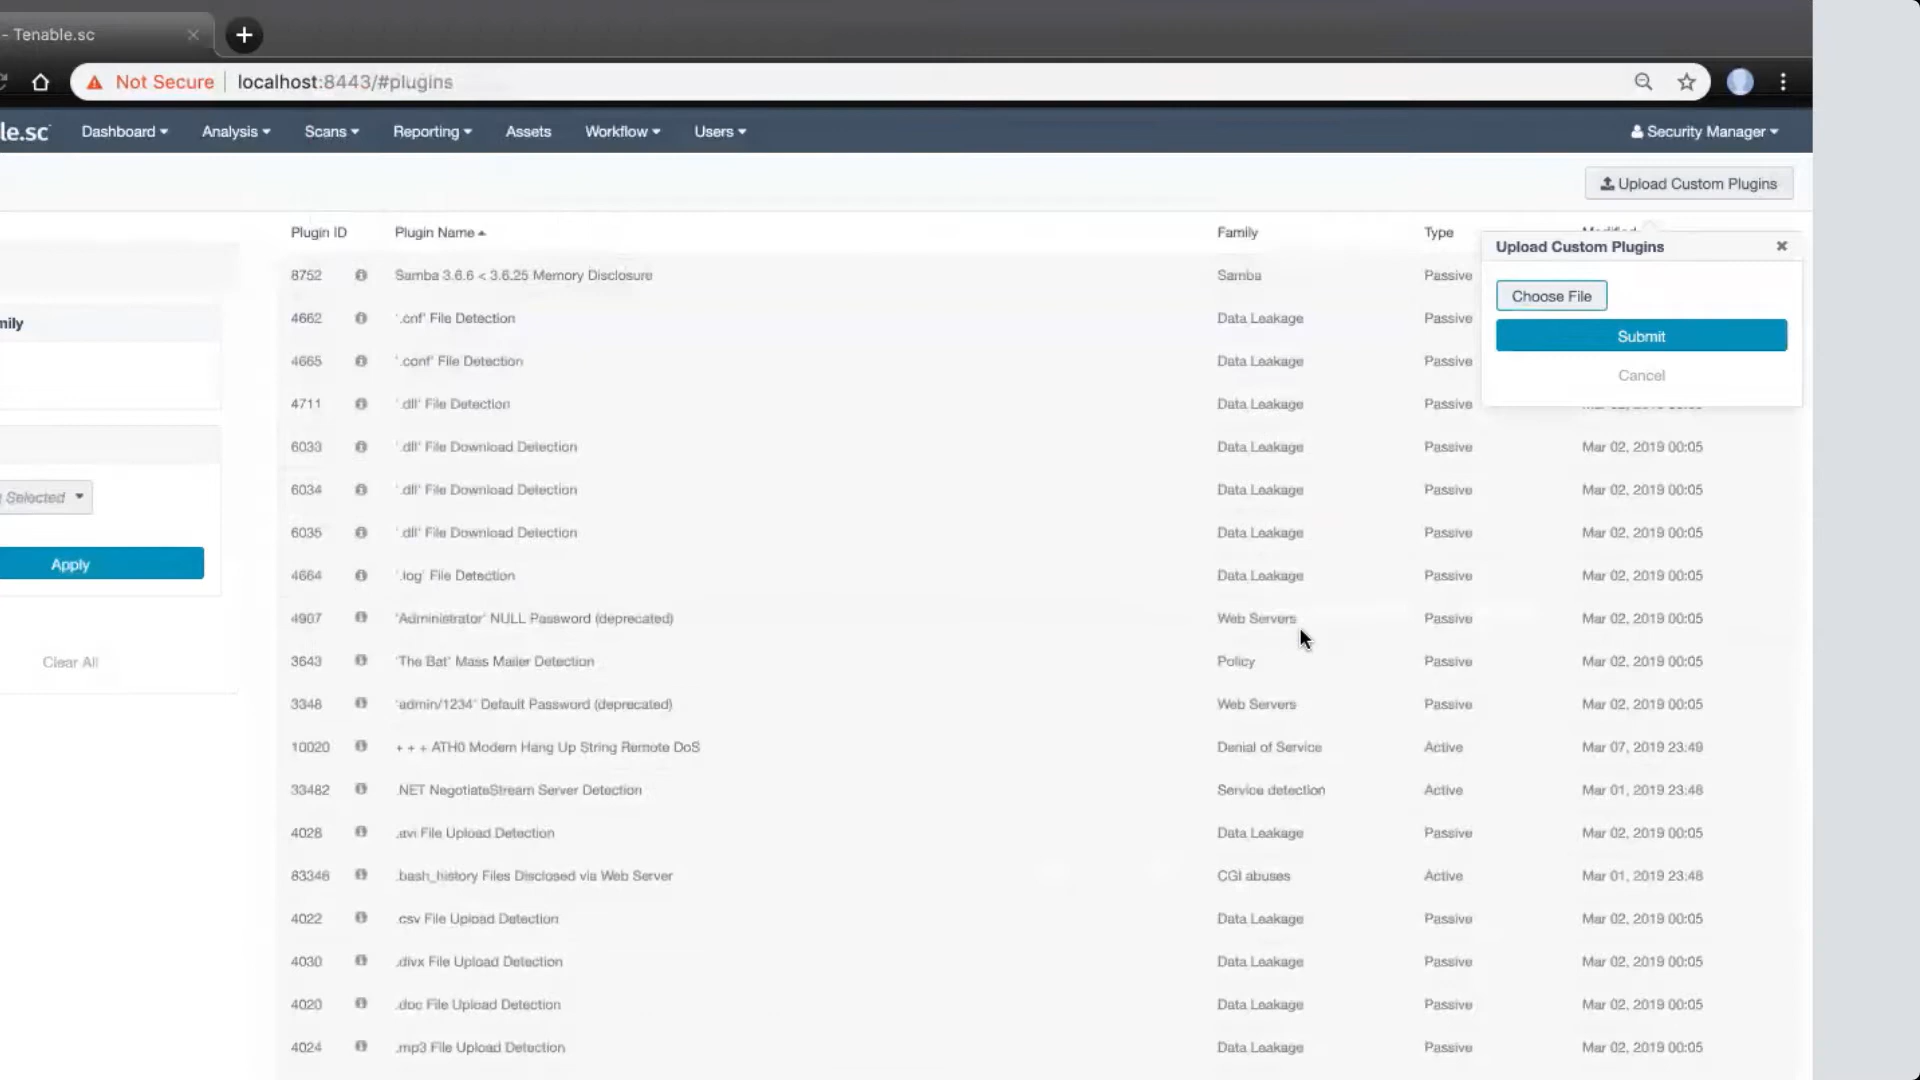 - Tenable.sc
Not Secure
localhost:8443/#plugins
le.sc Dashboard Analysis Scans Reporting Assets Workflow Users Security Manager
Upload Custom Plugins
Plugin ID Plugin Name Family Type Modified
Upload Custom Plugins
Choose File
Submit
Cancel
mily
Selected
Apply
Clear All
8752 Samba 3.6.6 < 3.6.25 Memory Disclosure Samba Passive
4662 '.cnf' File Detection Data Leakage Passive
4665 '.conf' File Detection Data Leakage Passive
4711 '.dll' File Detection Data Leakage Passive
6033 '.dll' File Download Detection Data Leakage Passive Mar 02, 2019 00:05
6034 '.dll' File Download Detection Data Leakage Passive Mar 02, 2019 00:05
6035 '.dll' File Download Detection Data Leakage Passive Mar 02, 2019 00:05
4664 '.log' File Detection Data Leakage Passive Mar 02, 2019 00:05
4907 'Administrator' NULL Password (deprecated) Web Servers Passive Mar 02, 2019 00:05
3643 'The Bat' Mass Mailer Detection Policy Passive Mar 02, 2019 00:05
3348 'admin/1234' Default Password (deprecated) Web Servers Passive Mar 02, 2019 00:05
10020 + + + ATH0 Modem Hang Up String Remote DoS Denial of Service Active Mar 07, 2019 23:49
33482 .NET NegotiateStream Server Detection Service detection Active Mar 01, 2019 23:48
4028 .avi File Upload Detection Data Leakage Passive Mar 02, 2019 00:05
83346 .bash_history Files Disclosed via Web Server CGI abuses Active Mar 01, 2019 23:48
4022 .csv File Upload Detection Data Leakage Passive Mar 02, 2019 00:05
4030 .divx File Upload Detection Data Leakage Passive Mar 02, 2019 00:05
4020 .doc File Upload Detection Data Leakage Passive Mar 02, 2019 00:05
4024 .mp3 File Upload Detection Data Leakage Passive Mar 02, 2019 00:05